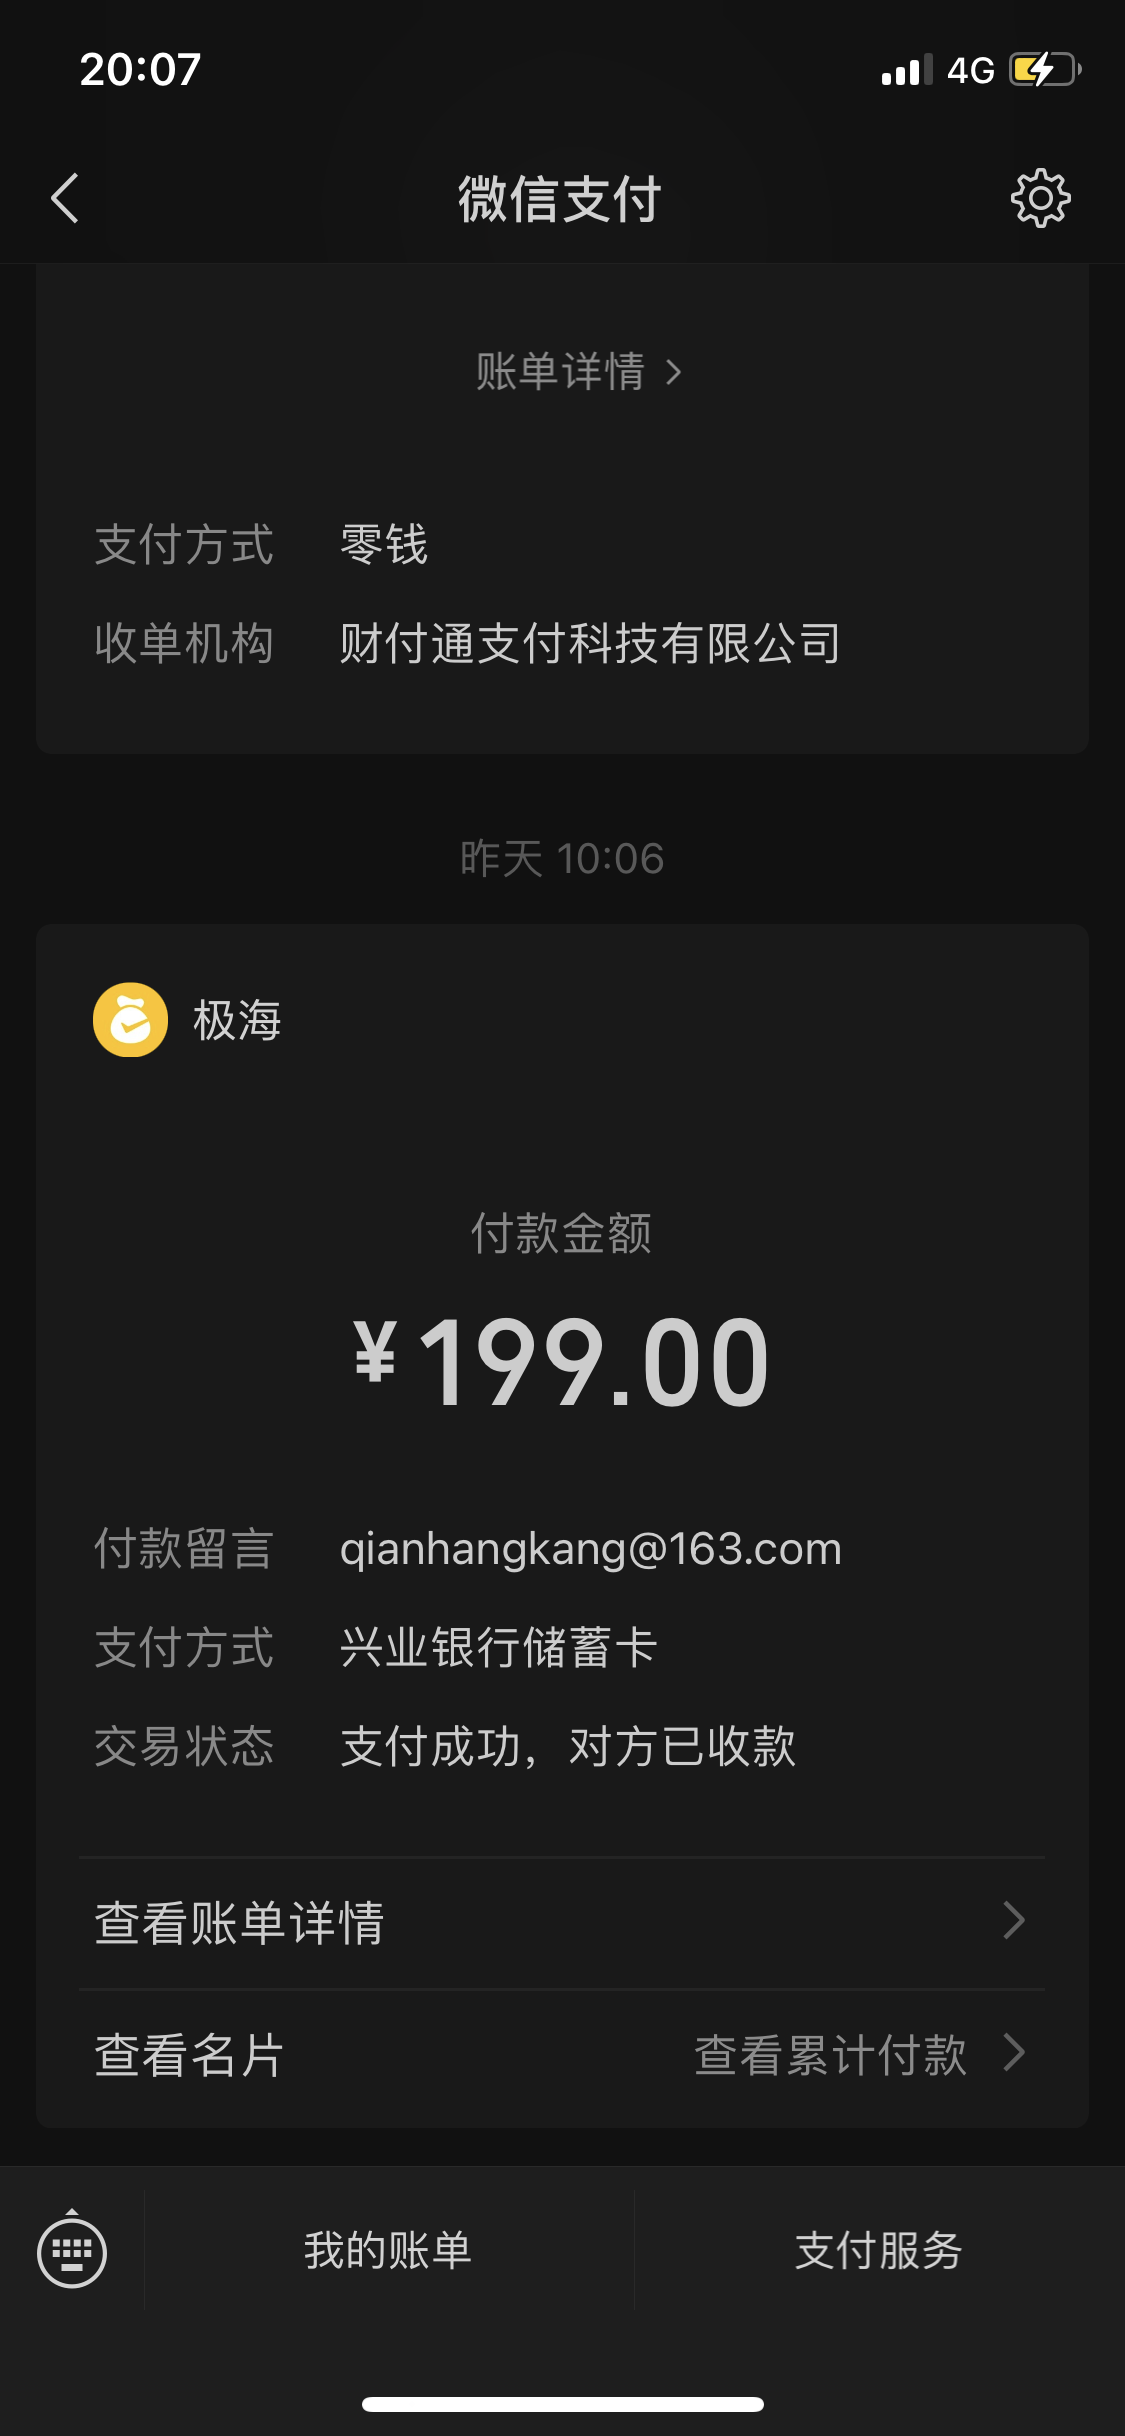 20:07
4G
微信支付
账单详情
支付方式 零钱
收单机构 财付通支付科技有限公司
昨天 10:06
极海
付款金额
¥199.00
付款留言 qianhangkang@163.com
支付方式 兴业银行储蓄卡
交易状态 支付成功，对方已收款
查看账单详情
查看名片 查看累计付款
我的账单 支付服务